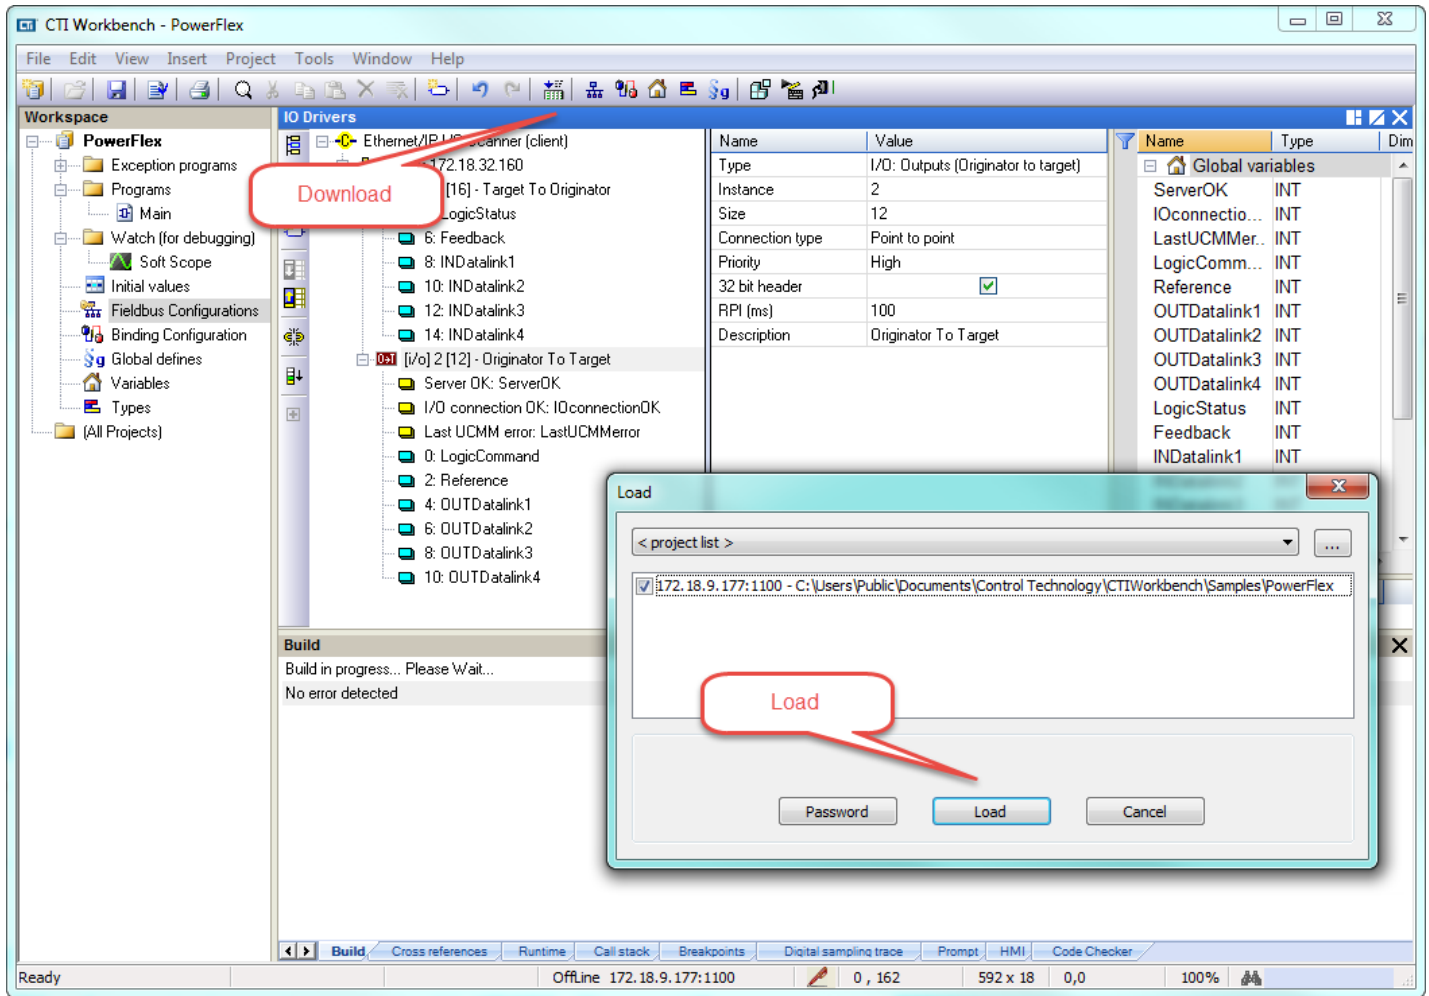 CTI Workbench - PowerFlex
File Edit View Insert Project Tools Window Help
Workspace
PowerFlex
Exception programs
Programs
Main
Watch (for debugging)
Soft Scope
Initial values
Fieldbus Configurations
Binding Configuration
Global defines
Variables
Types
(All Projects)
IO Drivers
Ethernet/IP I/O Scanner (client)
172.18.32.160
[16] - Target To Originator
LogicStatus
6: Feedback
8: INDatalink1
10: INDatalink2
12: INDatalink3
14: INDatalink4
[i/o] 2 [12] - Originator To Target
Server OK: ServerOK
I/O connection OK: IOconnectionOK
Last UCMM error: LastUCMMerror
0: LogicCommand
2: Reference
4: OUTDatalink1
6: OUTDatalink2
8: OUTDatalink3
10: OUTDatalink4
Download
Name Value
Type I/O: Outputs (Originator to target)
Instance 2
Size 12
Connection type Point to point
Priority High
32 bit header
RPI (ms) 100
Description Originator To Target
Name Type Dim
Global variables
ServerOK INT
IOconnectio... INT
LastUCMMer.. INT
LogicComm... INT
Reference INT
OUTDatalink1 INT
OUTDatalink2 INT
OUTDatalink3 INT
OUTDatalink4 INT
LogicStatus INT
Feedback INT
INDatalink1 INT
Load
< project list >
...
172.18.9.177:1100 - C:\Users\Public\Documents\Control Technology\CTIWorkbench\Samples\PowerFlex
Load
Password Load Cancel
Build
Build in progress... Please Wait...
No error detected
Build Cross references Runtime Call stack Breakpoints Digital sampling trace Prompt HMI Code Checker
Ready OffLine 172.18.9.177:1100 0 , 162 592 x 18 0,0 100%